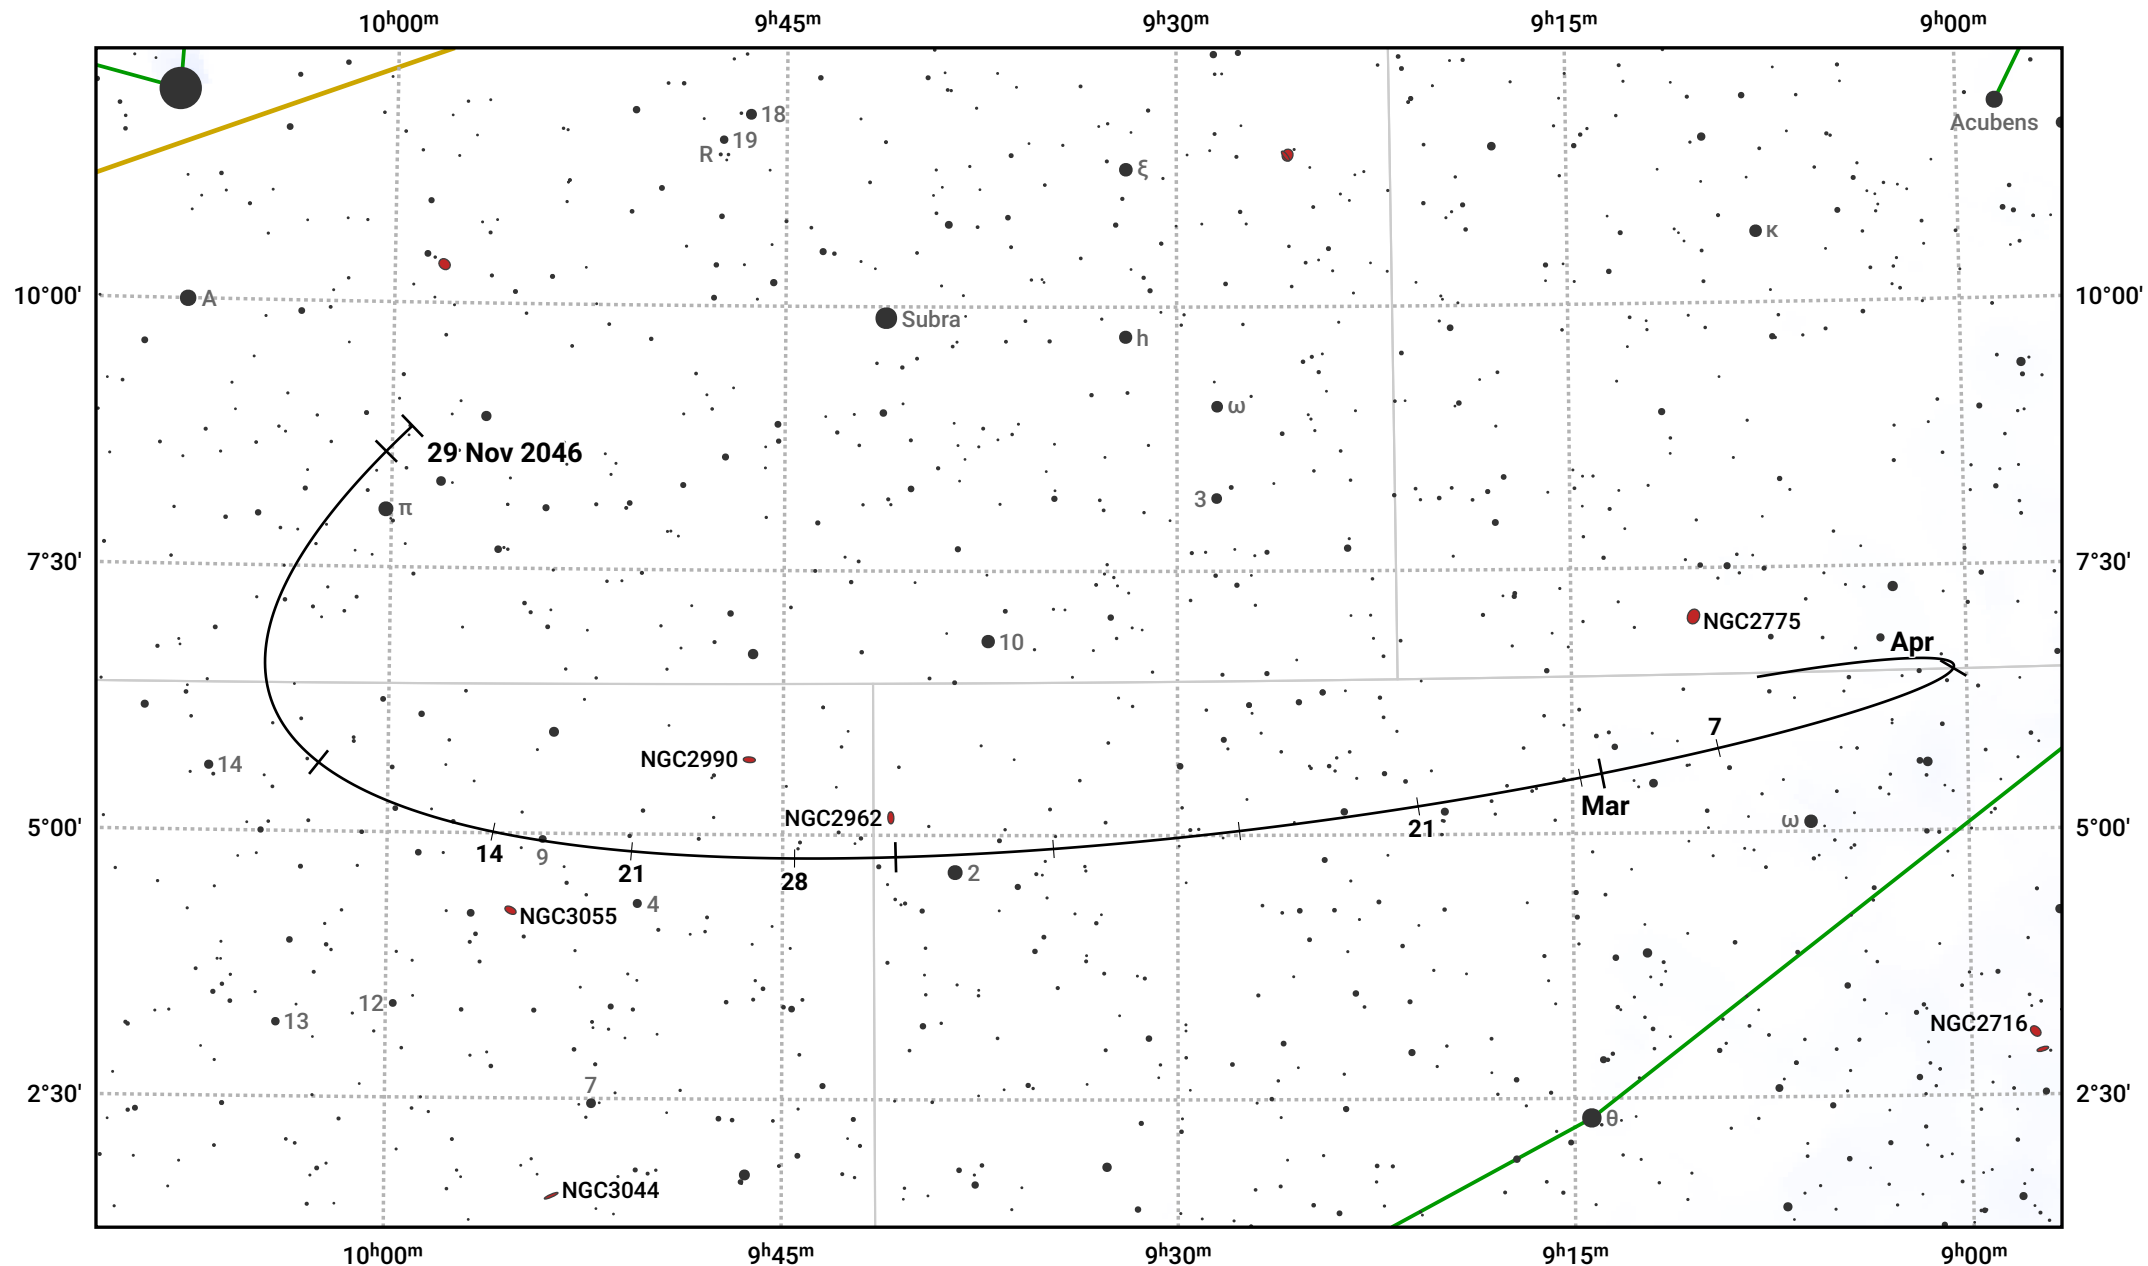 10ʰ00ᵐ 9ʰ45ᵐ 9ʰ30ᵐ 9ʰ15ᵐ 9ʰ00ᵐ
18
Acubens
19
R
ξ
κ
10°00' A 10°00'
Subra
h
ω
29 Nov 2046
3
π
7°30' 7°30'
NGC2775
10 Apr
7
NGC2990
14
Mar
NGC2962 ω
5°00' 21 5°00'
14 9
21 28 2
4
NGC3055
12
13 NGC2716
7
2°30' 2°30'
θ
NGC3044
10ʰ00ᵐ 9ʰ45ᵐ 9ʰ30ᵐ 9ʰ15ᵐ 9ʰ00ᵐ